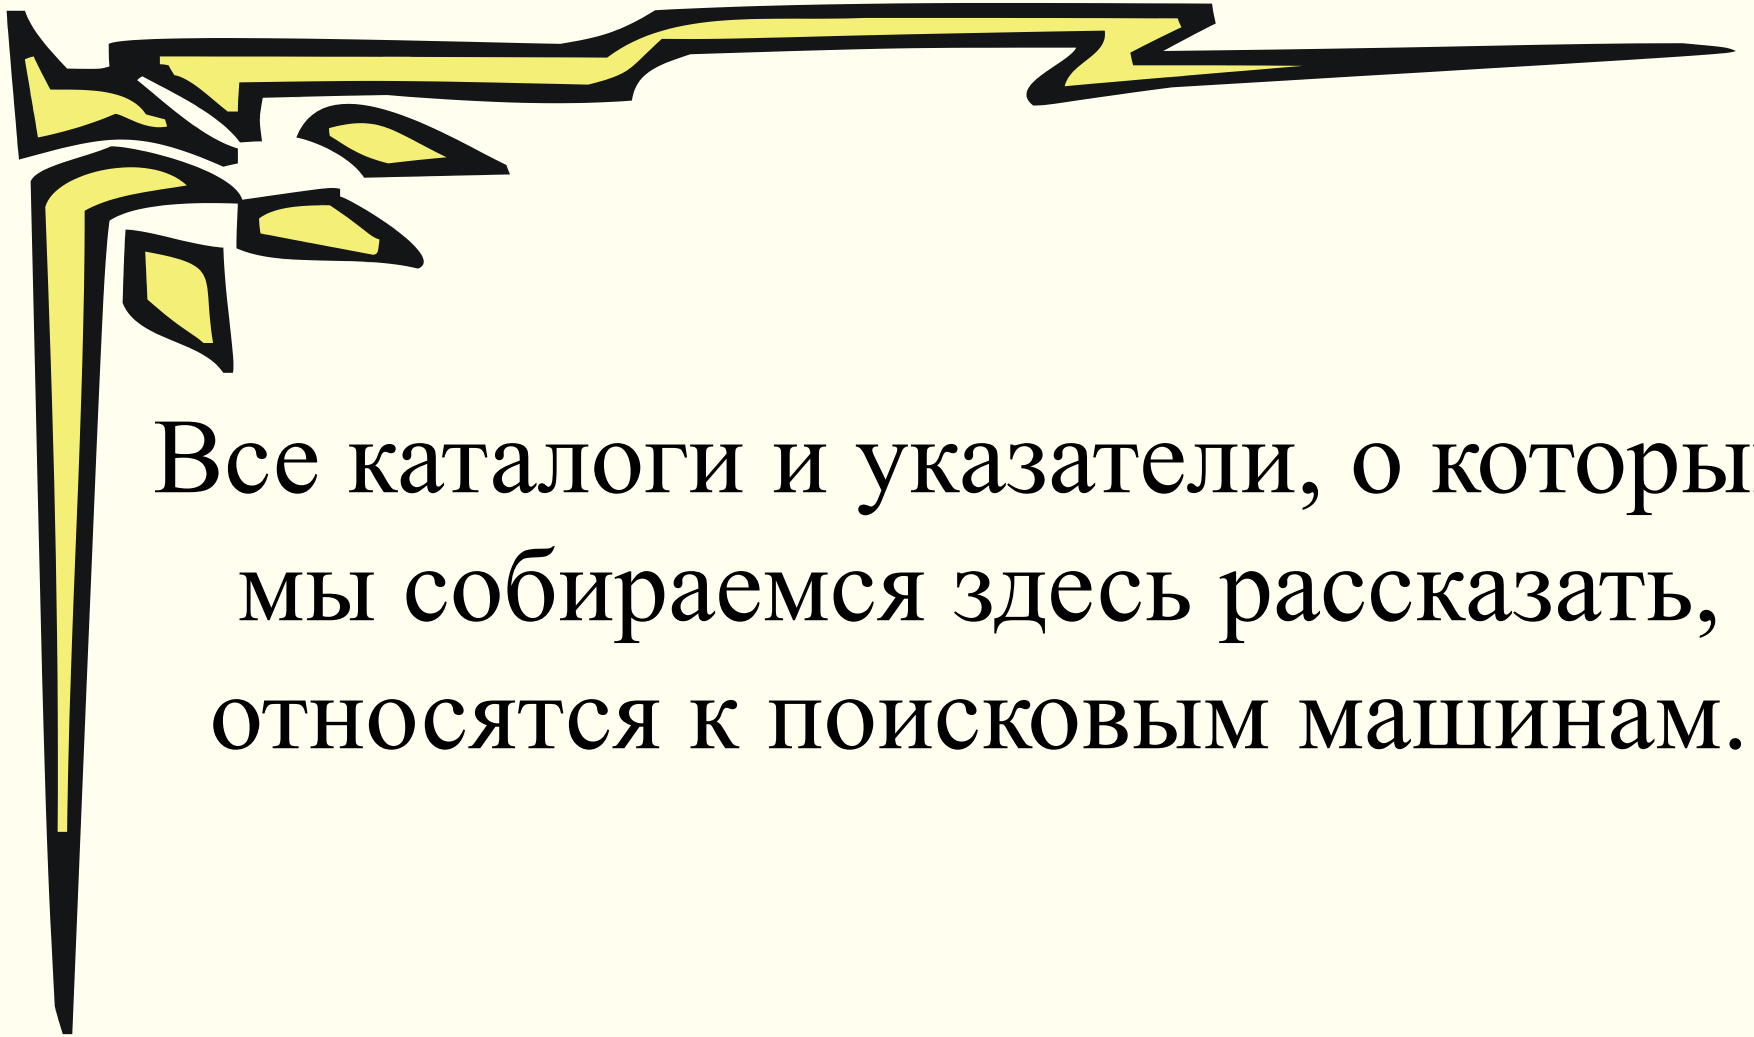 Все каталоги и указатели, о которы
мы собираемся здесь рассказать,
относятся к поисковым машинам.